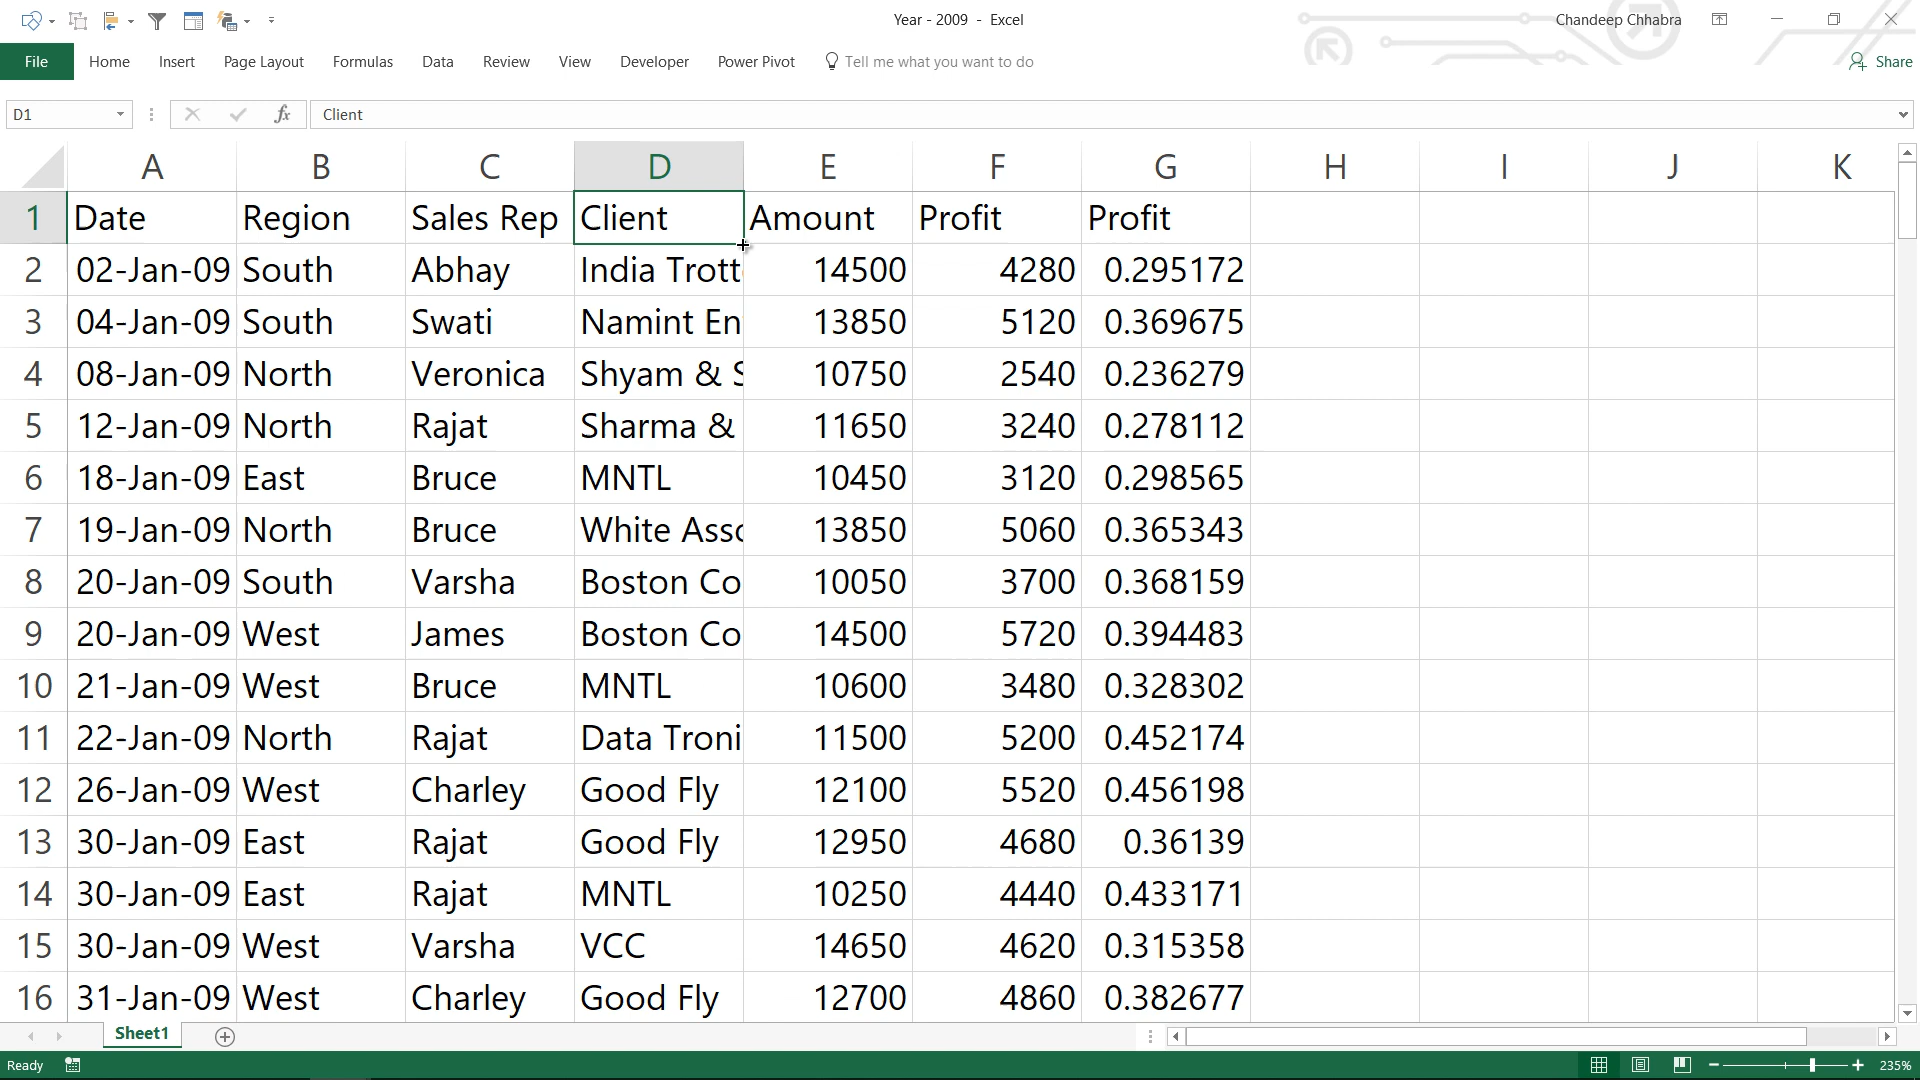 Year - 2009 - Excel
Chandeep Chhabra
File Home Insert Page Layout Formulas Data Review View Developer Power Pivot Tell me what you want to do Share
D1 fx Client
A B C D E F G H I J K
1 Date Region Sales Rep Client Amount Profit Profit
2 02-Jan-09 South Abhay India Trott 14500 4280 0.295172
3 04-Jan-09 South Swati Namint En 13850 5120 0.369675
4 08-Jan-09 North Veronica Shyam & S 10750 2540 0.236279
5 12-Jan-09 North Rajat Sharma & 11650 3240 0.278112
6 18-Jan-09 East Bruce MNTL 10450 3120 0.298565
7 19-Jan-09 North Bruce White Asso 13850 5060 0.365343
8 20-Jan-09 South Varsha Boston Co 10050 3700 0.368159
9 20-Jan-09 West James Boston Co 14500 5720 0.394483
10 21-Jan-09 West Bruce MNTL 10600 3480 0.328302
11 22-Jan-09 North Rajat Data Troni 11500 5200 0.452174
12 26-Jan-09 West Charley Good Fly 12100 5520 0.456198
13 30-Jan-09 East Rajat Good Fly 12950 4680 0.36139
14 30-Jan-09 East Rajat MNTL 10250 4440 0.433171
15 30-Jan-09 West Varsha VCC 14650 4620 0.315358
16 31-Jan-09 West Charley Good Fly 12700 4860 0.382677
Sheet1
Ready 235%